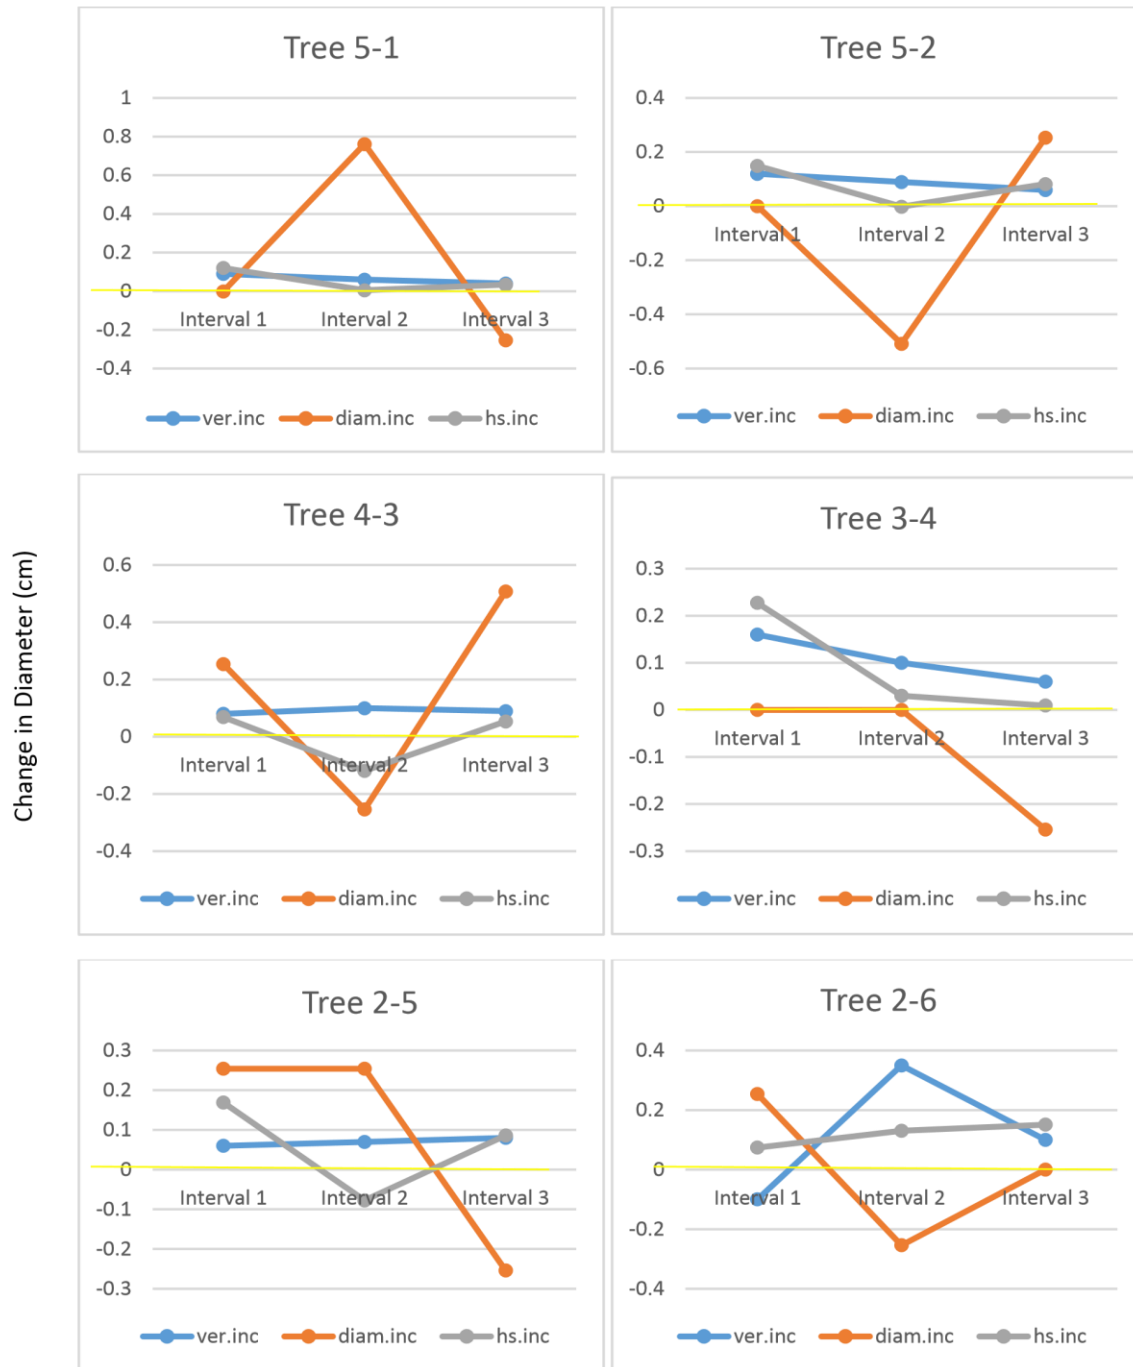 Change in Diameter (cm)
Tree 5-1
1
0.8
0.6
0.4
0.2
0
-0.2
-0.4
Interval 1 Interval 2 Interval 3
ver.inc diam.inc hs.inc
Tree 5-2
0.4
0.2
0
-0.2
-0.4
-0.6
Interval 1 Interval 2 Interval 3
ver.inc diam.inc hs.inc
Tree 4-3
0.6
0.4
0.2
0
-0.2
-0.4
Interval 1 Interval 2 Interval 3
ver.inc diam.inc hs.inc
Tree 3-4
0.3
0.2
0.1
0
-0.1
-0.2
-0.3
Interval 1 Interval 2 Interval 3
ver.inc diam.inc hs.inc
Tree 2-5
0.3
0.2
0.1
0
-0.1
-0.2
-0.3
Interval 1 Interval 2 Interval 3
ver.inc diam.inc hs.inc
Tree 2-6
0.4
0.2
0
-0.2
-0.4
Interval 1 Interval 2 Interval 3
ver.inc diam.inc hs.inc